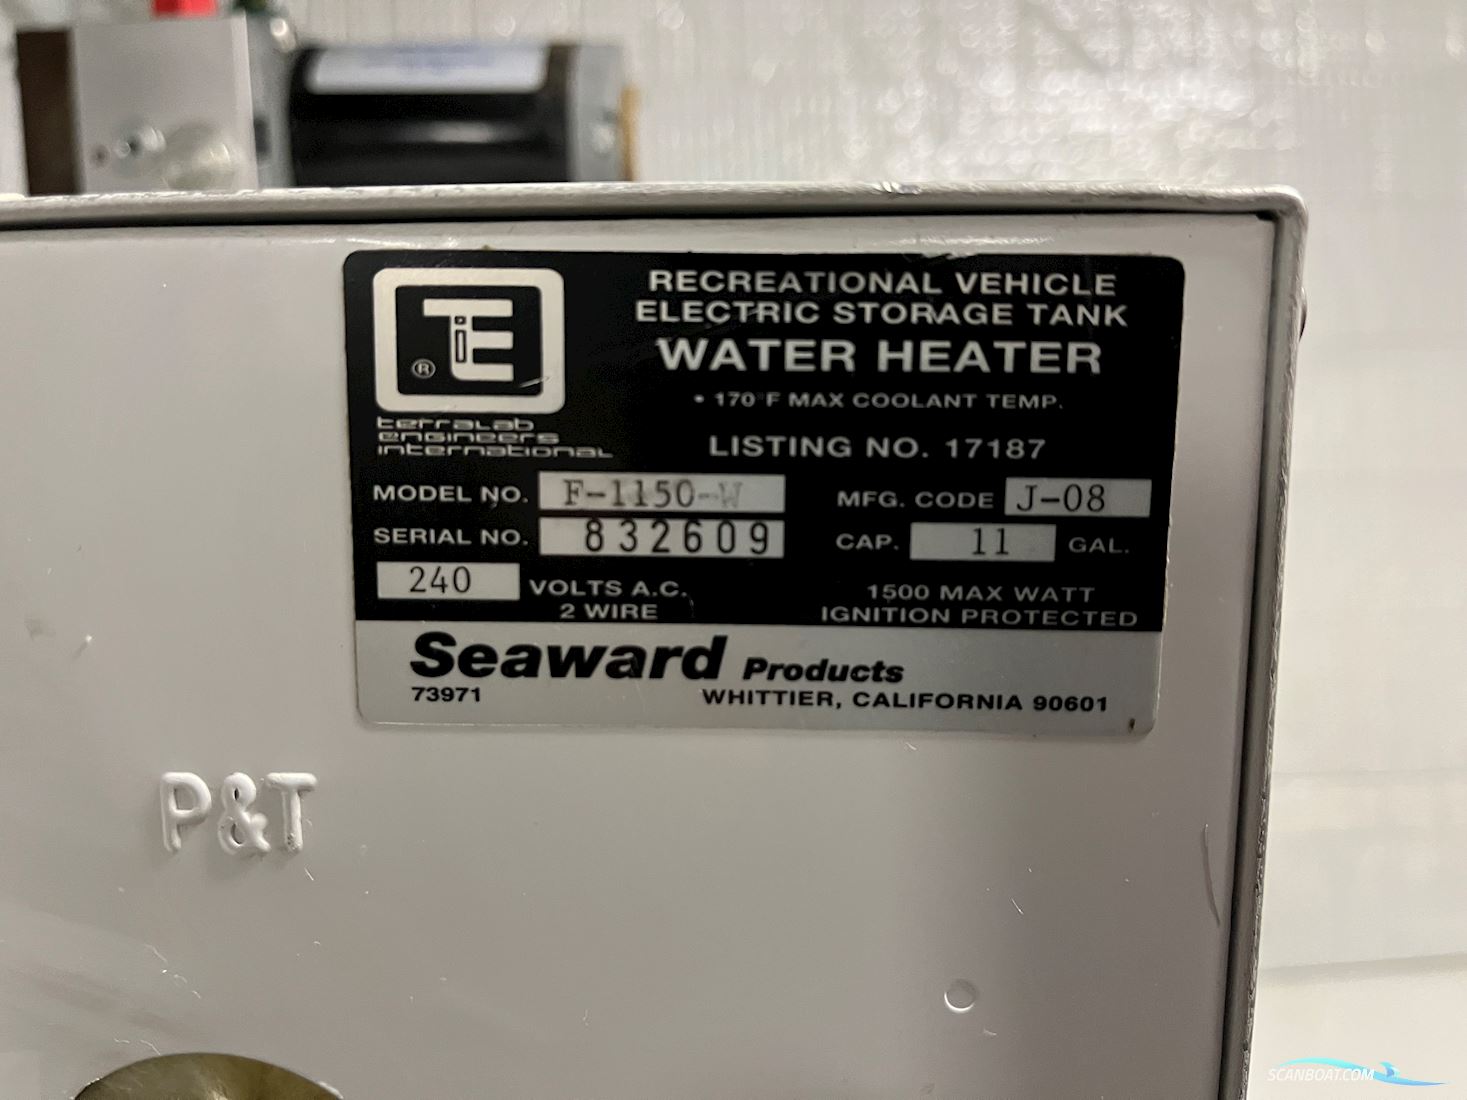 RECREATIONAL VEHICLE
ELECTRIC STORAGE TANK
WATER HEATER
• 170°F MAX COOLANT TEMP.
LISTING NO. 17187
TEi ®
terralab
engineers
international
MODEL NO. F-1150-W MFG. CODE J-08
SERIAL NO. 832609 CAP. 11 GAL.
240 VOLTS A.C. 2 WIRE
1500 MAX WATT
IGNITION PROTECTED
Seaward Products
73971 WHITTIER, CALIFORNIA 90601
P&T
SCANBOAT.COM